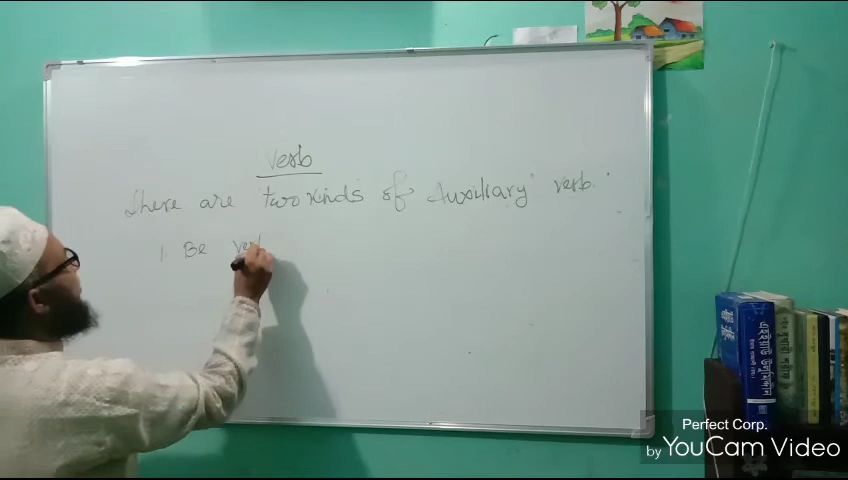 Verb
There are two kinds of Auxiliary verb.
1 Be verb
Perfect Corp.
by YouCam Video